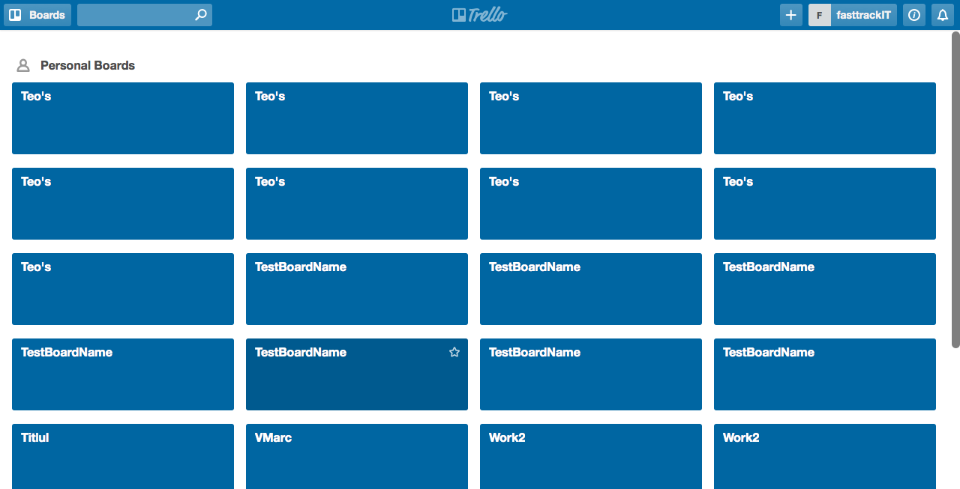 Boards
Trello
F fasttrackIT
Personal Boards
Teo's Teo's Teo's Teo's
Teo's Teo's Teo's Teo's
Teo's TestBoardName TestBoardName TestBoardName
TestBoardName TestBoardName TestBoardName TestBoardName
Titlul VMarc Work2 Work2